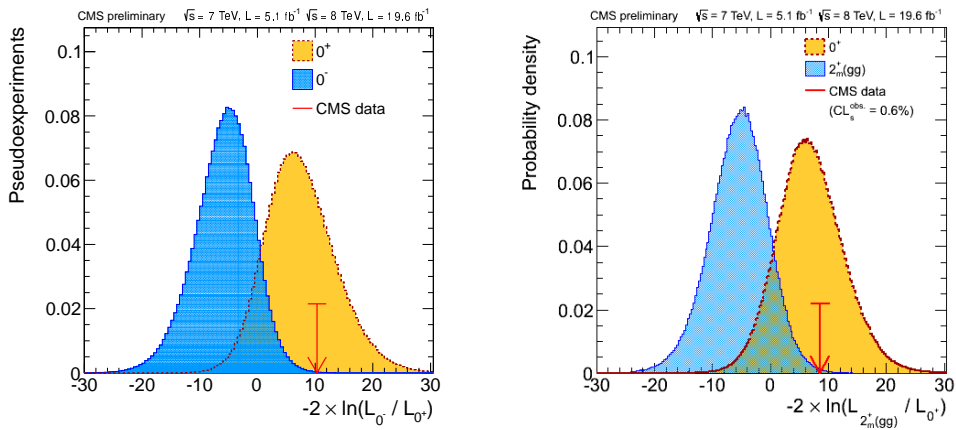 CMS preliminary √s = 7 TeV, L = 5.1 fb⁻¹ √s = 8 TeV, L = 19.6 fb⁻¹
Pseudoexperiments
0.1
0.08
0.06
0.04
0.02
0
0⁺
0⁻
CMS data
-30 -20 -10 0 10 20 30
-2 × ln(L_0⁻ / L_0⁺)
CMS preliminary √s = 7 TeV, L = 5.1 fb⁻¹ √s = 8 TeV, L = 19.6 fb⁻¹
Probability density
0.1
0.08
0.06
0.04
0.02
0
0⁺
2⁺ₘ(gg)
CMS data
(CLₛ^obs. = 0.6%)
-30 -20 -10 0 10 20 30
-2 × ln(L_2⁺ₘ(gg) / L_0⁺)